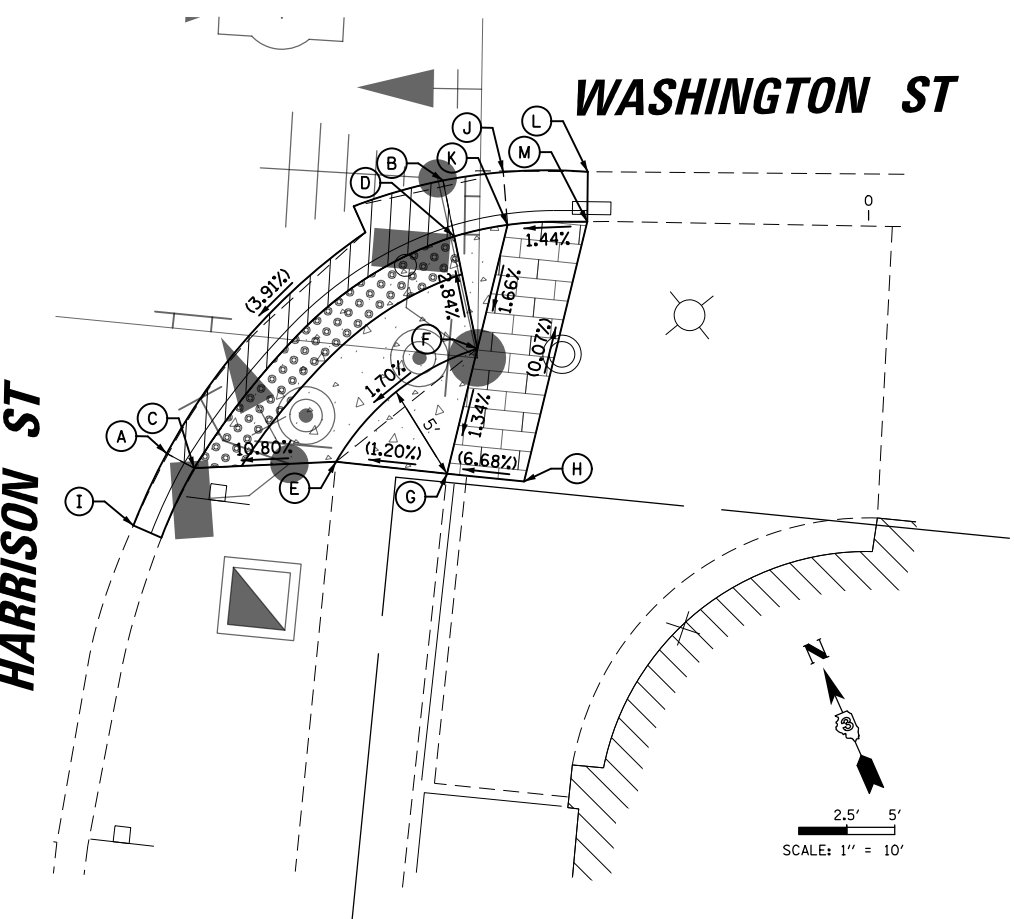 WASHINGTON ST
L
J
M
K
B
D
O
1.44%
(3.91%)
2.84%
1.66%
F
(0.07%)
1.70%
1.34%
HARRISON ST
C
A
5'
10.80%
(1.20%)
(6.68%)
H
E
G
I
N
3
2.5' 5'
SCALE: 1" = 10'